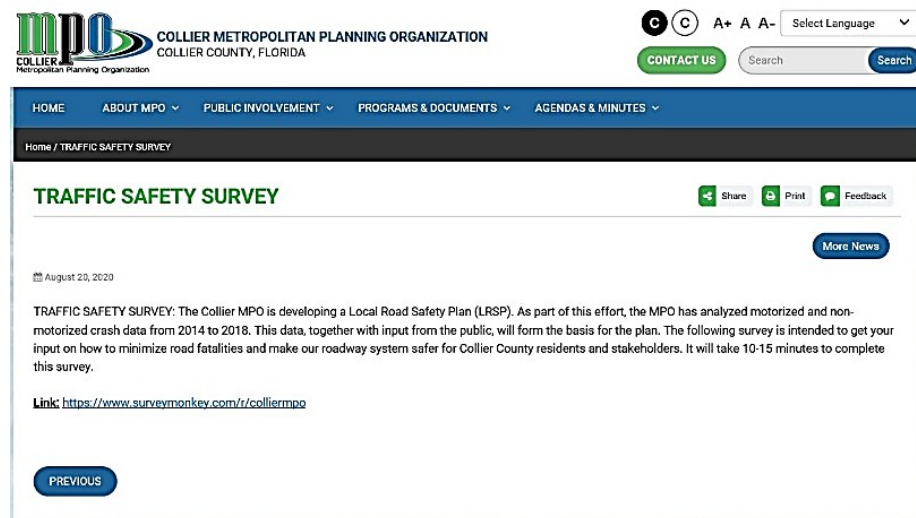 mpo
COLLIER
Metropolitan Planning Organization
COLLIER METROPOLITAN PLANNING ORGANIZATION
COLLIER COUNTY, FLORIDA
C C A+ A A- Select Language
CONTACT US Search Search
HOME ABOUT MPO PUBLIC INVOLVEMENT PROGRAMS & DOCUMENTS AGENDAS & MINUTES
Home / TRAFFIC SAFETY SURVEY
TRAFFIC SAFETY SURVEY
Share Print Feedback
More News
August 20, 2020
TRAFFIC SAFETY SURVEY: The Collier MPO is developing a Local Road Safety Plan (LRSP). As part of this effort, the MPO has analyzed motorized and non-
motorized crash data from 2014 to 2018. This data, together with input from the public, will form the basis for the plan. The following survey is intended to get your
input on how to minimize road fatalities and make our roadway system safer for Collier County residents and stakeholders. It will take 10-15 minutes to complete
this survey.
Link: https://www.surveymonkey.com/r/colliermpo
PREVIOUS